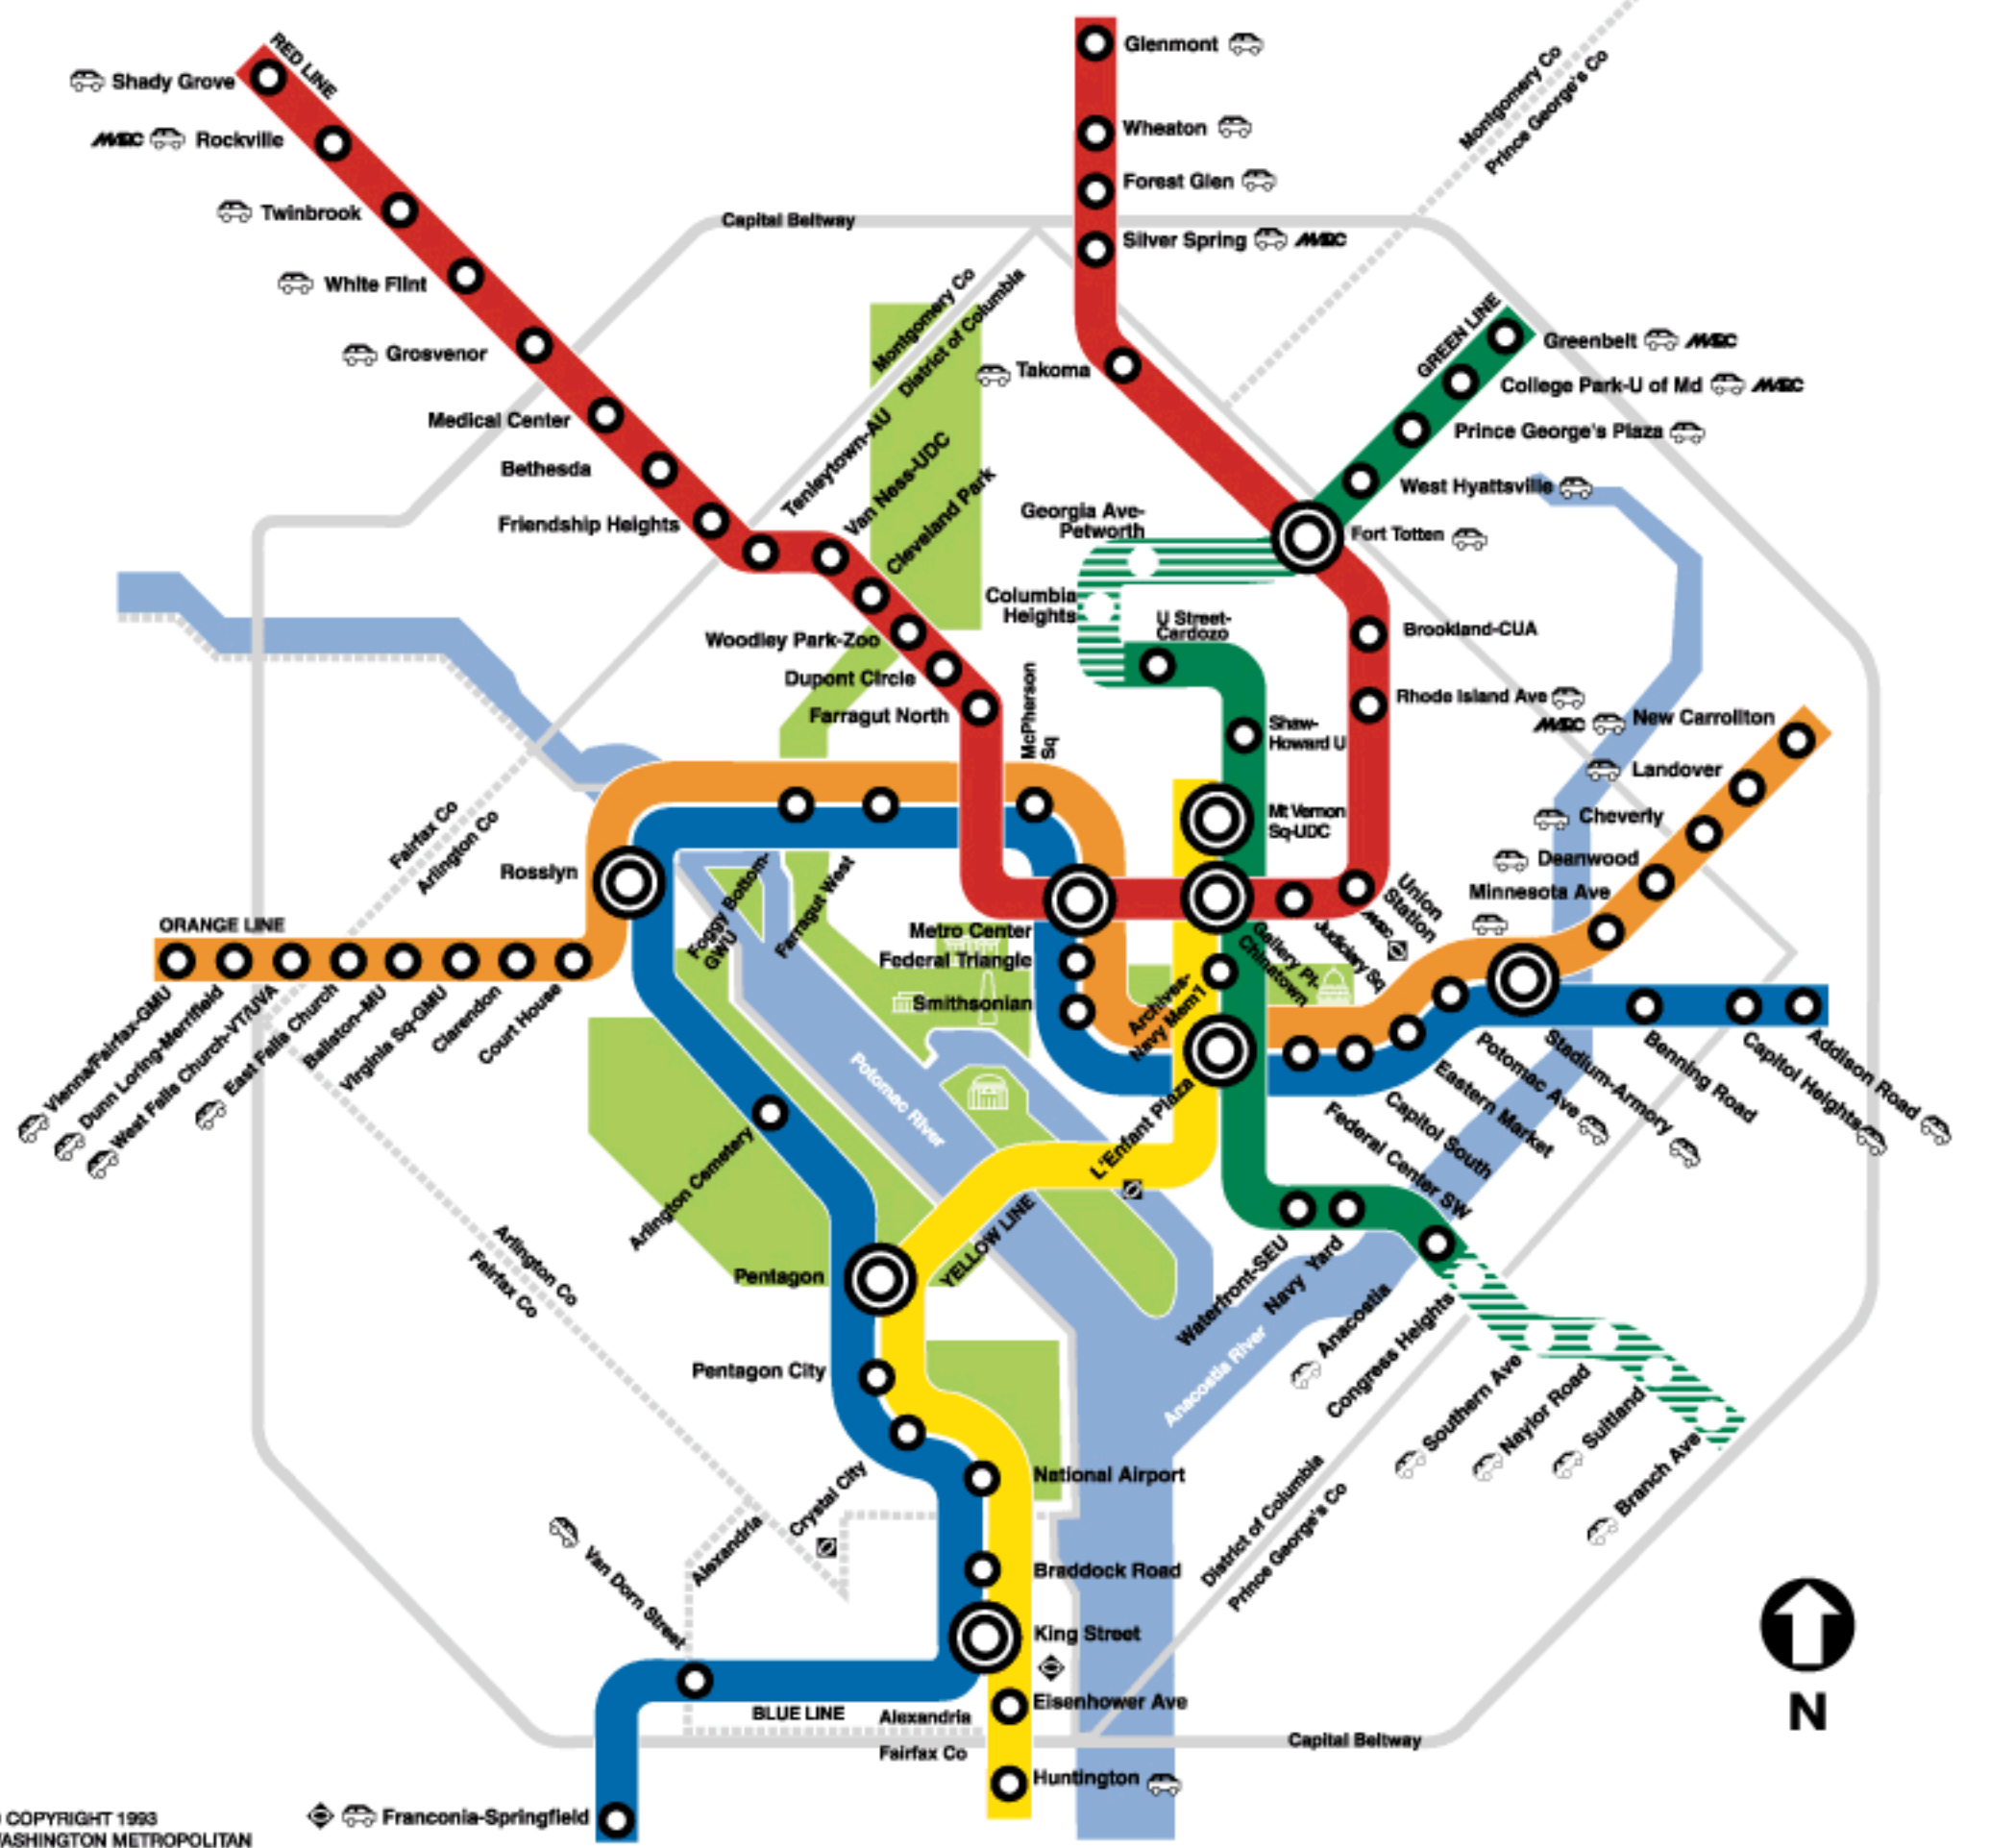 RED LINE
Shady Grove
MARC Rockville
Twinbrook
White Flint
Grosvenor
Medical Center
Bethesda
Friendship Heights
Tenleytown-AU
Van Ness-UDC
Cleveland Park
Woodley Park-Zoo
Dupont Circle
Farragut North
McPherson
Sq
Capital Beltway
Montgomery Co
District of Columbia
Glenmont
Wheaton
Forest Glen
Silver Spring MARC
Takoma
Montgomery Co
Prince George's Co
GREEN LINE
Greenbelt MARC
College Park-U of Md MARC
Prince George's Plaza
West Hyattsville
Fort Totten
Georgia Ave-
Petworth
Columbia
Heights
U Street-
Cardozo
Brookland-CUA
Rhode Island Ave
Shaw-
Howard U
Mt Vernon
Sq-UDC
MARC New Carrollton
Landover
Cheverly
Deanwood
Minnesota Ave
Fairfax Co
Arlington Co
Rosslyn
ORANGE LINE
Vienna/Fairfax-GMU
Dunn Loring-Merrifield
West Falls Church-VT/UVA
East Falls Church
Ballston-MU
Virginia Sq-GMU
Clarendon
Court House
Foggy Bottom-
GWU
Farragut West
Metro Center
Federal Triangle
Smithsonian
Archives-
Navy Mem'l
Gallery Pl-
Chinatown
Judiciary Sq
Union
Station
MARC
L'Enfant Plaza
Federal Center SW
Capitol South
Eastern Market
Potomac Ave
Stadium-Armory
Benning Road
Capitol Heights
Addison Road
Potomac River
Arlington Cemetery
Arlington Co
Fairfax Co
Pentagon
YELLOW LINE
Pentagon City
Crystal City
National Airport
Braddock Road
King Street
Eisenhower Ave
Huntington
Waterfront-SEU
Navy Yard
Anacostia
Anacostia River
Congress Heights
Southern Ave
Naylor Road
Suitland
Branch Ave
District of Columbia
Prince George's Co
Alexandria
Van Dorn Street
BLUE LINE
Alexandria
Fairfax Co
Capital Beltway
Franconia-Springfield
N
COPYRIGHT 1993
WASHINGTON METROPOLITAN